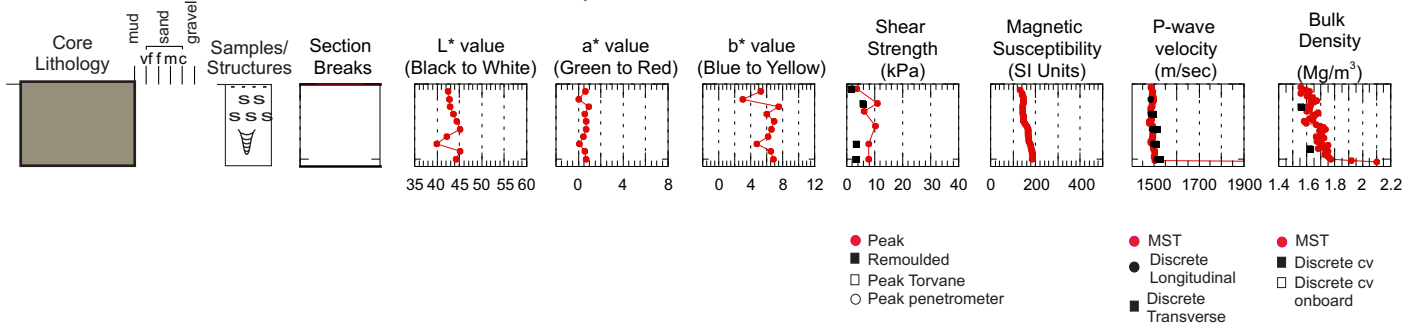 mud
sand
gravel
vf f m c
Core
Lithology
Samples/
Structures
Section
Breaks
L* value
(Black to White)
a* value
(Green to Red)
b* value
(Blue to Yellow)
Shear
Strength
(kPa)
Magnetic
Susceptibility
(SI Units)
P-wave
velocity
(m/sec)
Bulk
Density
(Mg/m³)
SS
SSS
35 40 45 50 55 60
0 4 8
0 4 8 12
0 10 20 30 40
0 200 400
1500 1700 1900
1.4 1.6 1.8 2 2.2
Peak
Remoulded
Peak Torvane
Peak penetrometer
MST
Discrete
Longitudinal
Discrete
Transverse
MST
Discrete cv
Discrete cv
onboard